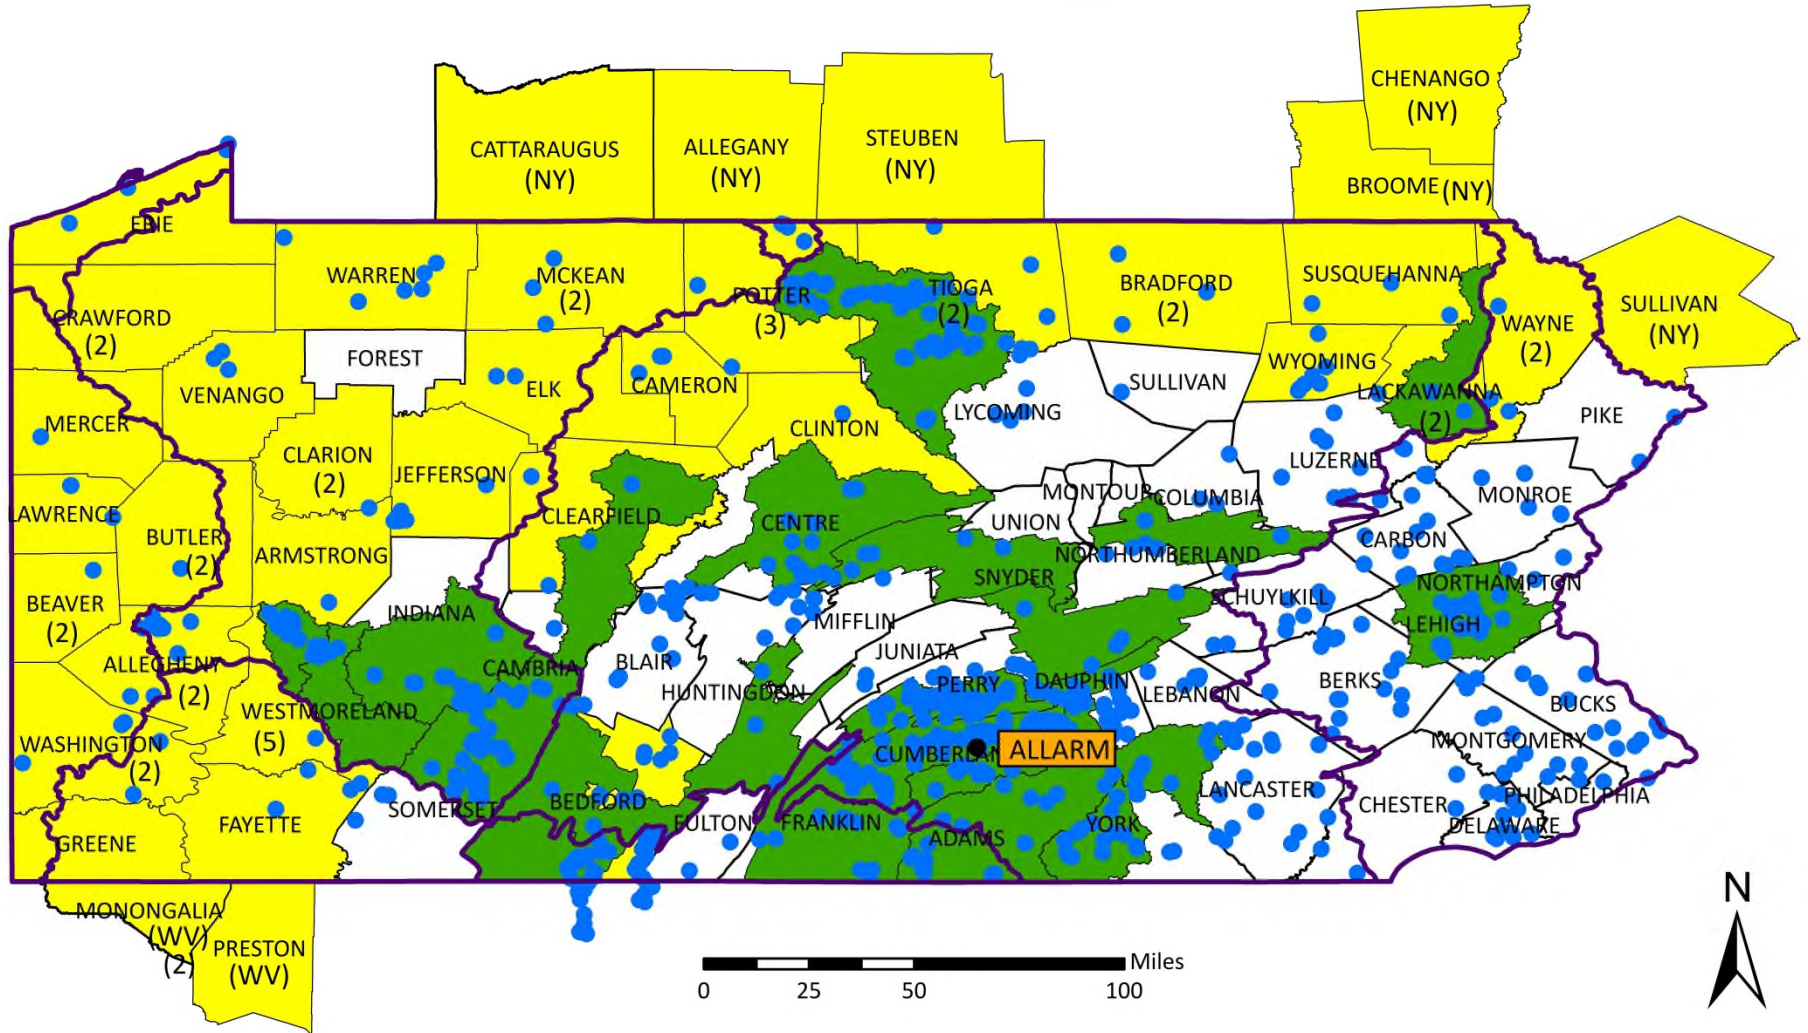 CHENANGO
(NY)
CATTARAUGUS
(NY)
ALLEGANY
(NY)
STEUBEN
(NY)
BROOME (NY)
ERIE
WARREN
MCKEAN
(2)
POTTER
(3)
TIOGA
(2)
BRADFORD
(2)
SUSQUEHANNA
WAYNE
(2)
SULLIVAN
(NY)
CRAWFORD
(2)
FOREST
VENANGO
ELK
CAMERON
WYOMING
SULLIVAN
LACKAWANNA
(2)
LYCOMING
PIKE
MERCER
CLARION
(2)
JEFFERSON
CLINTON
LUZERNE
MONROE
LAWRENCE
BUTLER
(2)
ARMSTRONG
CLEARFIELD
CENTRE
UNION
MONTOUR
COLUMBIA
CARBON
NORTHUMBERLAND
SNYDER
NORTHAMPTON
SCHUYLKILL
BEAVER
(2)
INDIANA
MIFFLIN
LEHIGH
JUNIATA
ALLEGHENY
(2)
CAMBRIA
BLAIR
HUNTINGDON
PERRY
DAUPHIN
LEBANON
BERKS
BUCKS
WESTMORELAND
(5)
WASHINGTON
(2)
CUMBERLAN
ALLARM
MONTGOMERY
SOMERSET
BEDFORD
LANCASTER
CHESTER
PHILADELPHIA
GREENE
FAYETTE
FULTON
FRANKLIN
ADAMS
YORK
DELAWARE
MONONGALIA
(WV)
(2)
PRESTON
(WV)
N
Miles
0 25 50 100